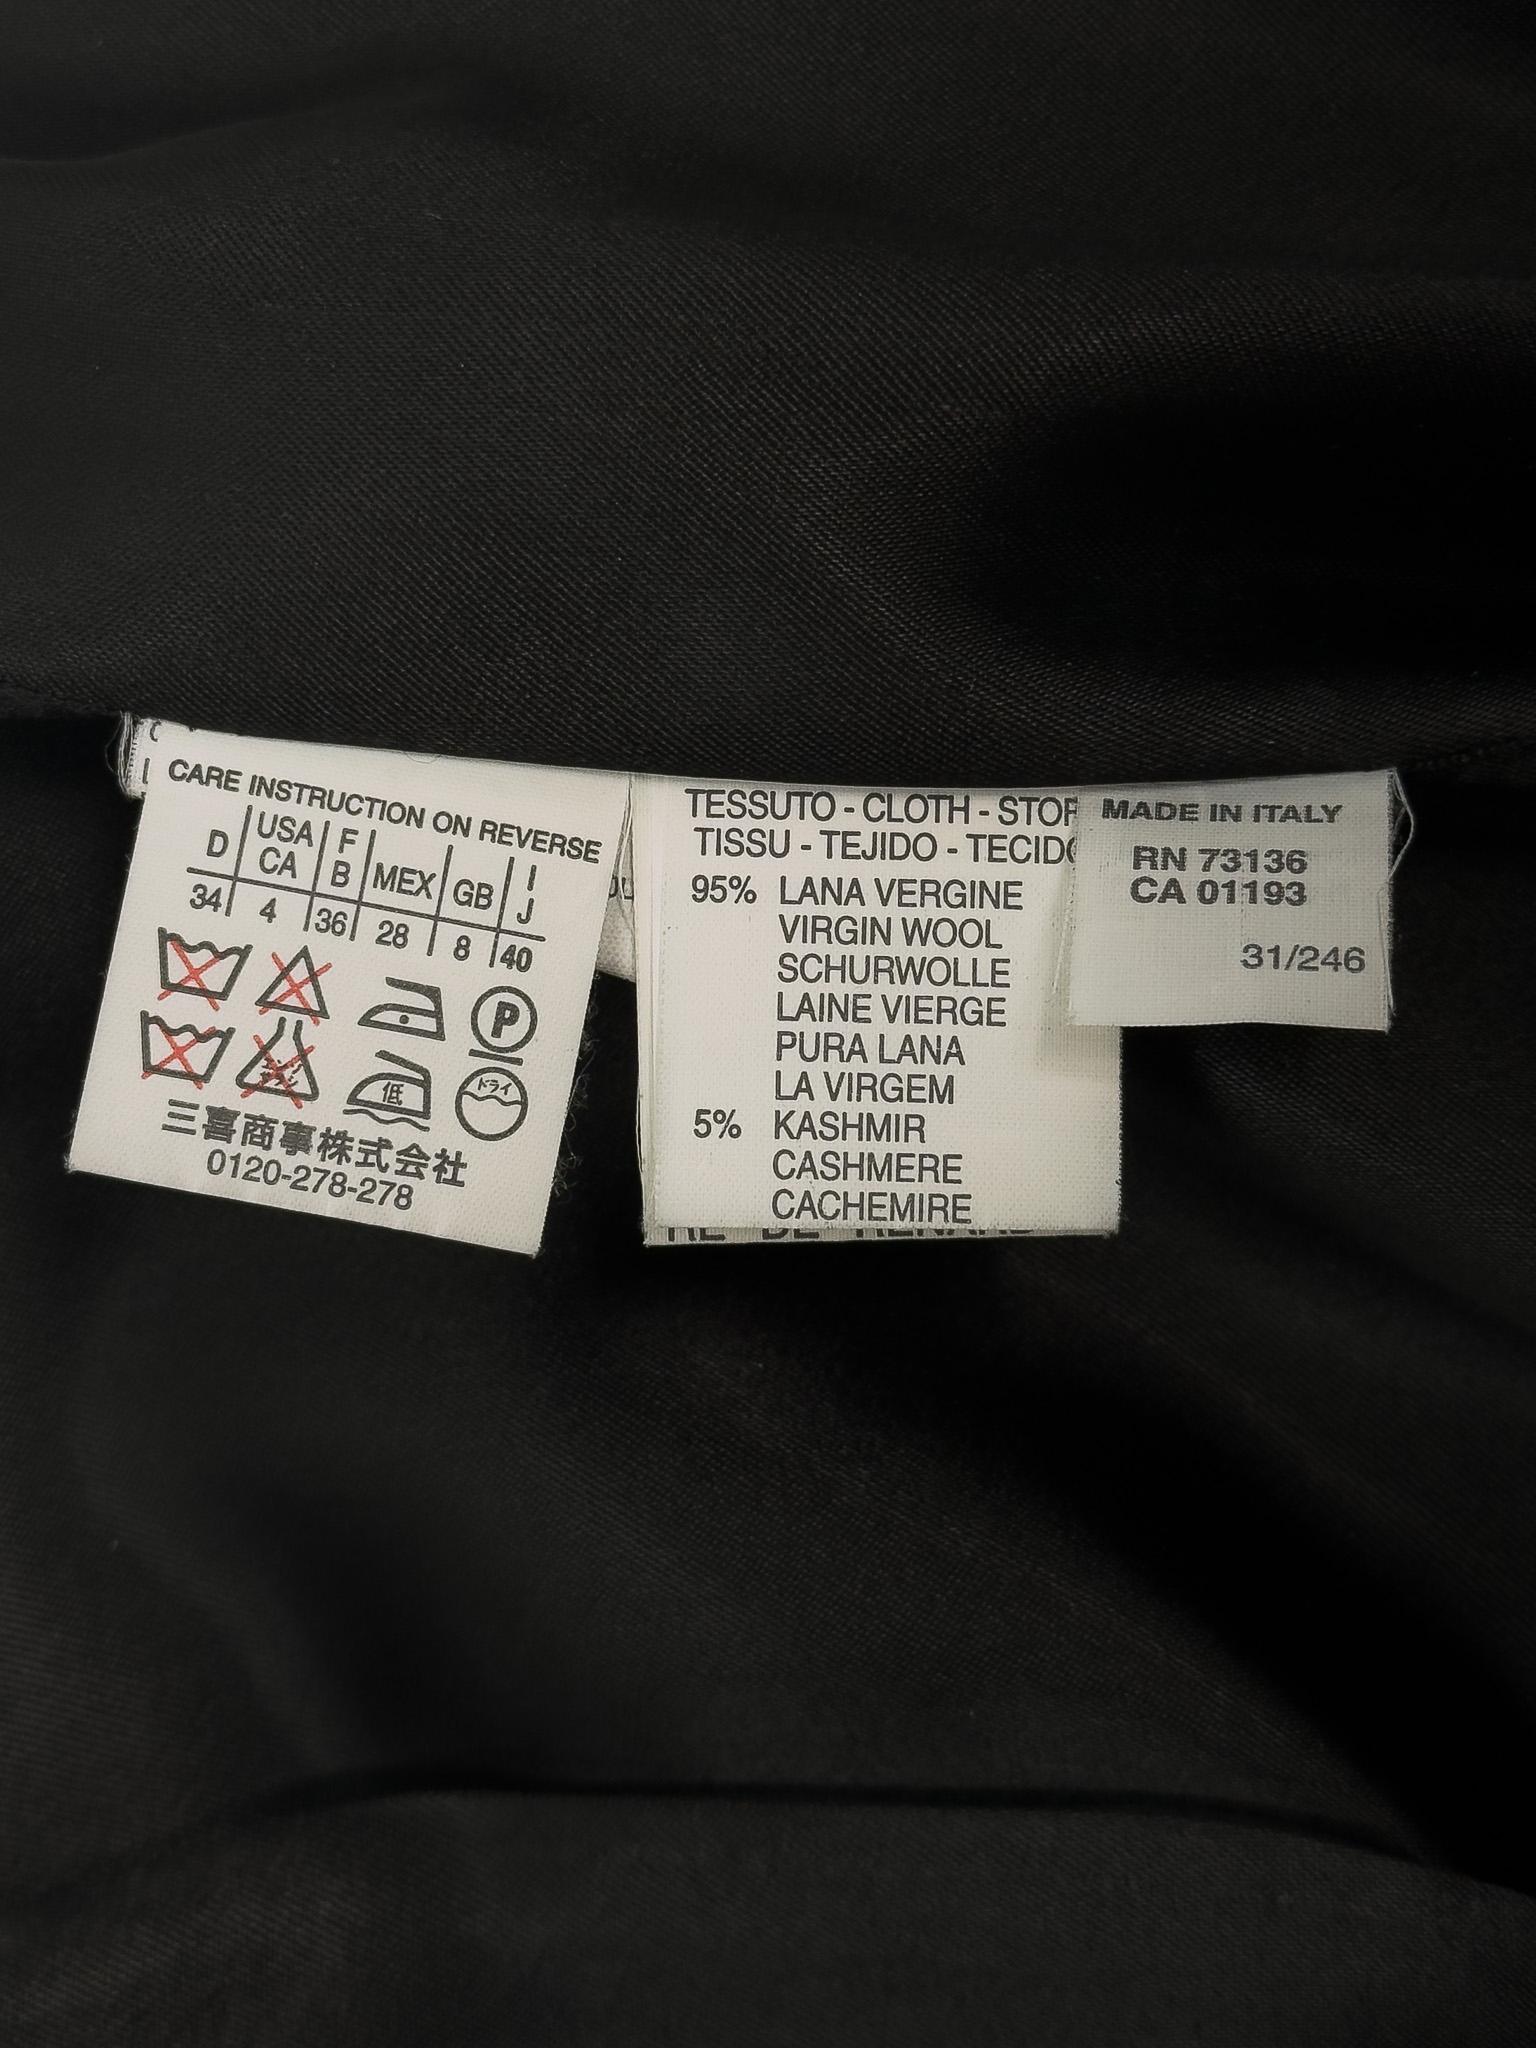 CARE INSTRUCTION ON REVERSE
D USA CA F B MEX GB I J
34 4 36 28 8 40
P
低 ドライ
三喜商事株式会社
0120-278-278
TESSUTO - CLOTH - STOF
TISSU - TEJIDO - TECIDO
95% LANA VERGINE
VIRGIN WOOL
SCHURWOLLE
LAINE VIERGE
PURA LANA
LA VIRGEM
5% KASHMIR
CASHMERE
CACHEMIRE
DE
MADE IN ITALY
RN 73136
CA 01193
31/246